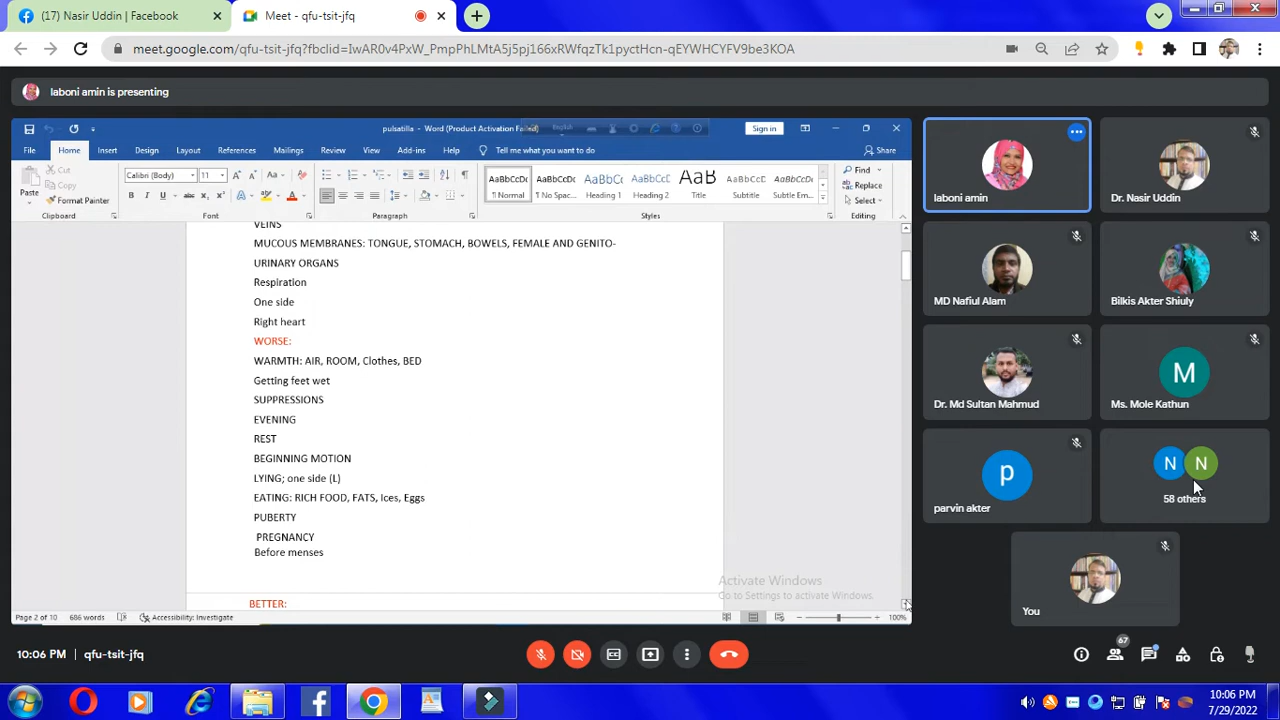 (17) Nasir Uddin | Facebook
Meet - qfu-tsit-jfq
meet.google.com/qfu-tsit-jfq?fbclid=IwAR0v4PxW_PnpPhLMtA5j5pj166xRWfqzTk1pyctHcn-qEYWHCYFV9be3KOA
laboni amin is presenting
pulsatilla - Word (Product Activation Failed)
English
Sign in
File Home Insert Design Layout References Mailings Review View Add-ins Help Tell me what you want to do Share
Paste
Cut
Copy
Format Painter
Clipboard
Calibri (Body) 11
Font
Paragraph
AaBbCcDc AaBbCcDc AaBbCc AaBbCcC AaB AaBbCcD AaBbCcD
¶ Normal ¶ No Spac... Heading 1 Heading 2 Title Subtitle Subtle Em...
Styles
Find
Replace
Select
Editing
VEINS
MUCOUS MEMBRANES: TONGUE, STOMACH, BOWELS, FEMALE AND GENITO-
URINARY ORGANS
Respiration
One side
Right heart
WORSE:
WARMTH: AIR, ROOM, Clothes, BED
Getting feet wet
SUPPRESSIONS
EVENING
REST
BEGINNING MOTION
LYING; one side (L)
EATING: RICH FOOD, FATS, Ices, Eggs
PUBERTY
PREGNANCY
Before menses
BETTER:
Activate Windows
Go to Settings to activate Windows.
Page 2 of 10 686 words Accessibility: Investigate 100%
laboni amin
Dr. Nasir Uddin
MD Nafiul Alam
Bilkis Akter Shiuly
Dr. Md Sultan Mahmud
M
Ms. Mole Kathun
p
parvin akter
N N
58 others
You
10:06 PM | qfu-tsit-jfq
67
10:06 PM
7/29/2022